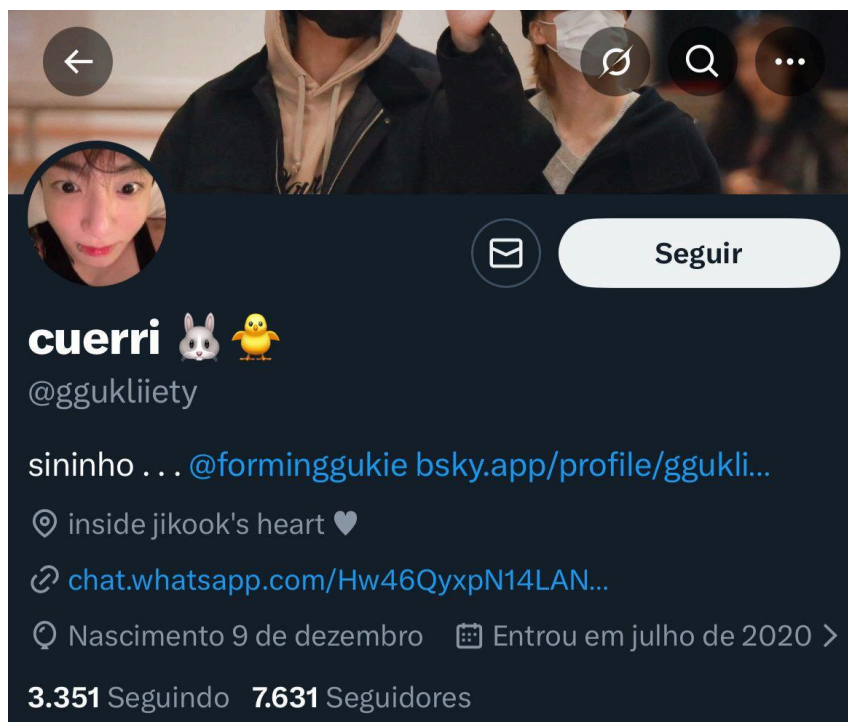 Seguir
cuerri 🐰🐥
@ggukliiety
sininho . . . @forminggukie bsky.app/profile/ggukli...
inside jikook's heart ♥
chat.whatsapp.com/Hw46QyxpN14LAN...
Nascimento 9 de dezembro Entrou em julho de 2020
3.351 Seguindo 7.631 Seguidores